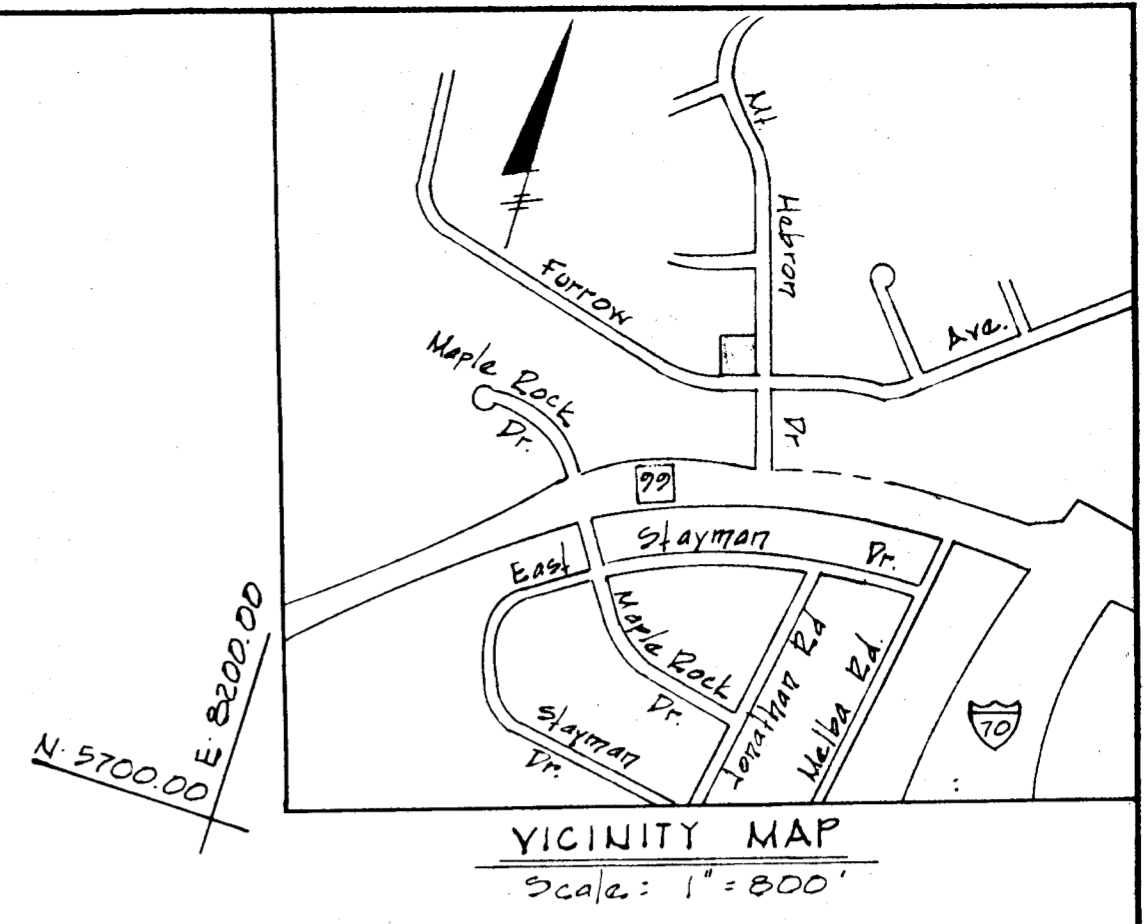 Mt.
Hebron
Dr.
Furrow
Ave.
Maple Rock
Dr.
99
Stayman
Dr.
East
Maple Rock
Dr.
Jonathan Rd
Melba Rd.
Stayman
Dr.
70
N. 5700.00
E. 8200.00
VICINITY MAP
Scale: 1" = 800'